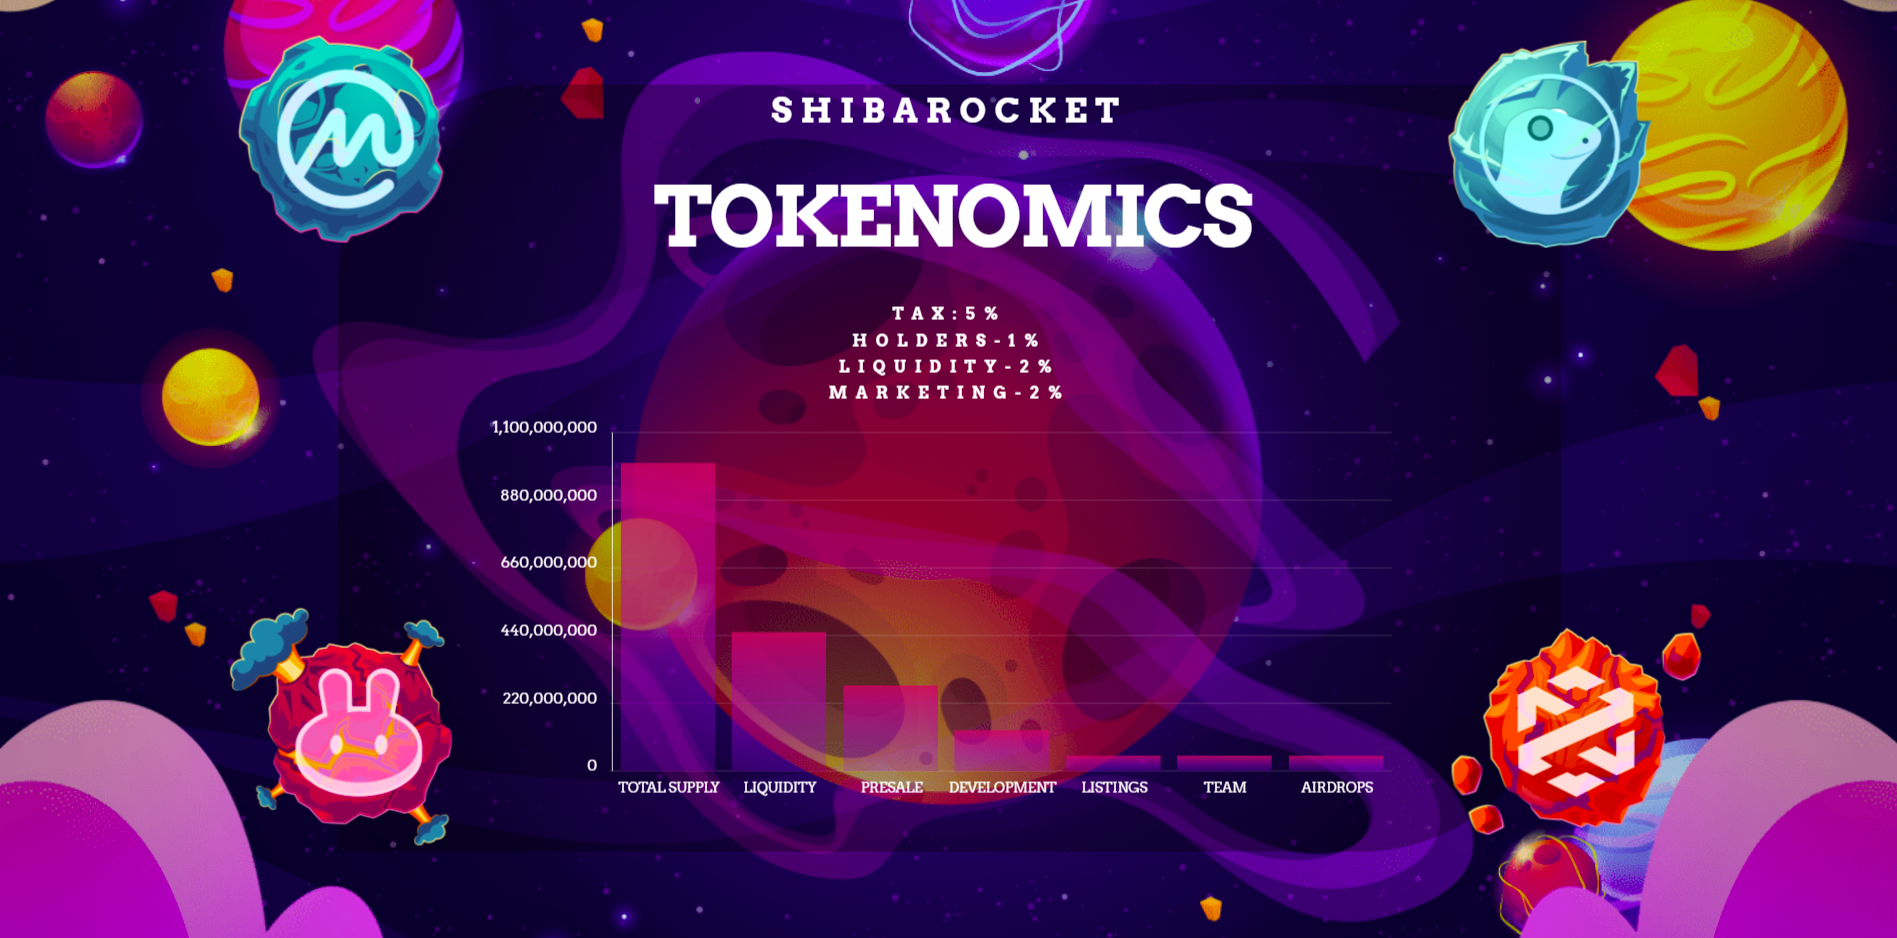 SHIBAROCKET
TOKENOMICS
TAX:5%
HOLDERS-1%
LIQUIDITY-2%
MARKETING-2%
1,100,000,000
880,000,000
660,000,000
440,000,000
220,000,000
0
TOTAL SUPPLY LIQUIDITY PRESALE DEVELOPMENT LISTINGS TEAM AIRDROPS